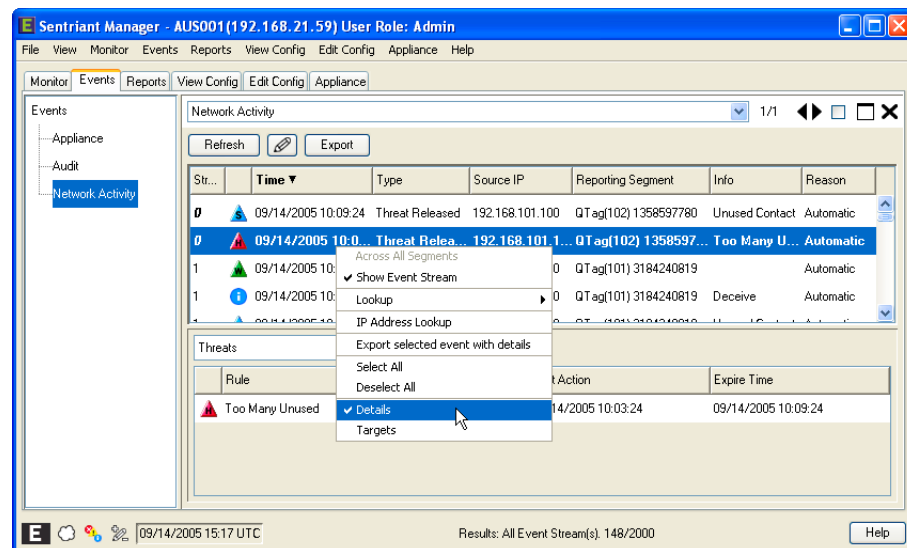 E Sentriant Manager - AUS001(192.168.21.59) User Role: Admin
File View Monitor Events Reports View Config Edit Config Appliance Help
Monitor Events Reports View Config Edit Config Appliance
Events
Appliance
Audit
Network Activity
Network Activity 1/1
Refresh Export
Str... Time Type Source IP Reporting Segment Info Reason
0 S 09/14/2005 10:09:24 Threat Released 192.168.101.100 QTag(102) 1358597780 Unused Contact Automatic
0 H 09/14/2005 10:0... Threat Relea... 192.168.101.1... QTag(102) 1358597... Too Many U... Automatic
1 09/14/2005 10: 0 QTag(101) 3184240819 Automatic
1 i 09/14/2005 10: 0 QTag(101) 3184240819 Deceive Automatic
Across All Segments
Show Event Stream
Lookup
IP Address Lookup
Export selected event with details
Select All
Deselect All
Details
Targets
Threats
Rule t Action Expire Time
H Too Many Unused 14/2005 10:03:24 09/14/2005 10:09:24
E 09/14/2005 15:17 UTC Results: All Event Stream(s). 148/2000 Help